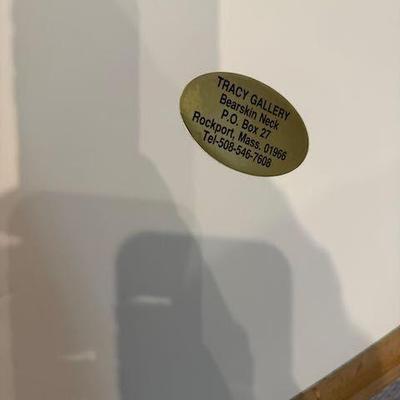 TRACY GALLERY
Bearskin Neck
P.O. Box 27
Rockport, Mass. 01966
Tel-508-546-7608